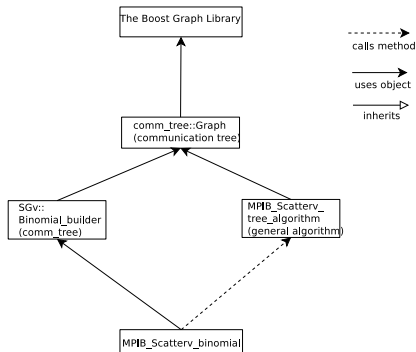 The Boost Graph Library
calls method
uses object
inherits
comm_tree::Graph
(communication tree)
SGv::
Binomial_builder
(comm_tree)
MPIB_Scatterv_
tree_algorithm
(general algorithm)
MPIB_Scatterv_binomial